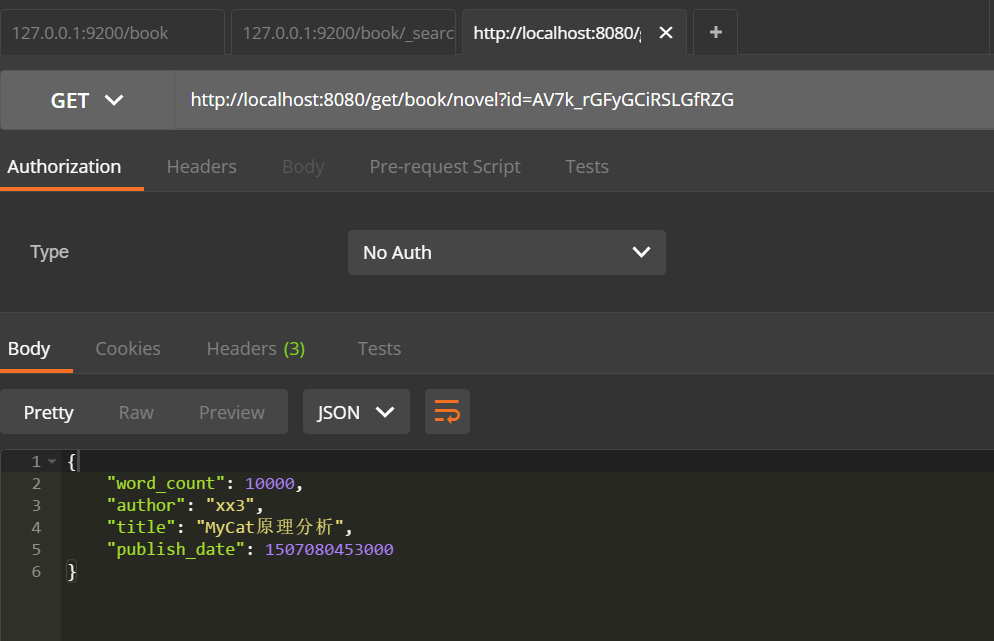 127.0.0.1:9200/book 127.0.0.1:9200/book/_searc http://localhost:8080/
GET http://localhost:8080/get/book/novel?id=AV7k_rGFyGCiRSLGfRZG
Authorization Headers Body Pre-request Script Tests
Type No Auth
Body Cookies Headers (3) Tests
Pretty Raw Preview JSON
1 {
2 "word_count": 10000,
3 "author": "xx3",
4 "title": "MyCat原理分析",
5 "publish_date": 1507080453000
6 }